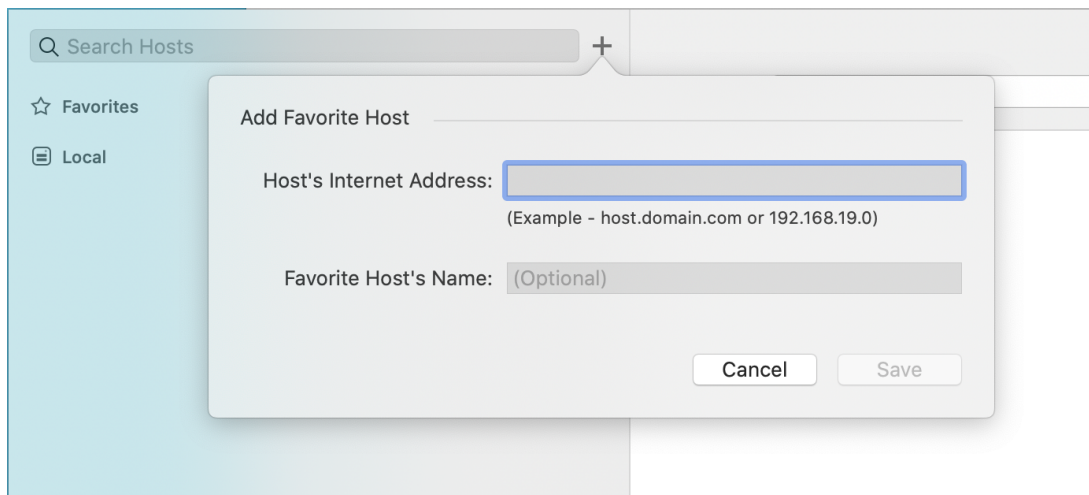 Search Hosts
Favorites
Local
Add Favorite Host
Host's Internet Address:
(Example - host.domain.com or 192.168.19.0)
Favorite Host's Name: (Optional)
Cancel Save